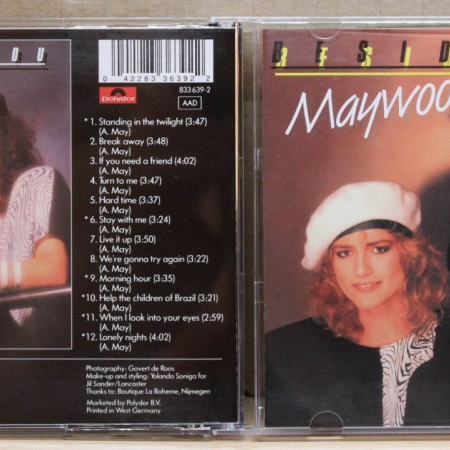 O U
0 42283 36392 2
polydor
833 639-2
AAD
*1. Standing in the twilight (3:47)
(A. May)
2. Break away (3:48)
(A. May)
3. If you need a friend (4:02)
(A. May)
4. Turn to me (3:47)
(A. May)
5. Hard time (3:37)
(A. May)
*6. Stay with me (3:24)
(A. May)
7. Live it up (3:50)
(A. May)
8. We're gonna try again (3:22)
(A. May)
*9. Morning hour (3:35)
(A. May)
*10. Help the children of Brazil (3:21)
(A. May)
*11. When I look into your eyes (2:59)
(A. May)
*12. Lonely nights (4:02)
(A. May)
Photography: Govert de Roos
Make-up and styling: Yolanda Soniga for
Jil Sander/Lancaster
Thanks to: Boutique La Boheme, Nijmegen
Marketed by Polydor B.V.
Printed in West Germany
B E S I D
Maywoo